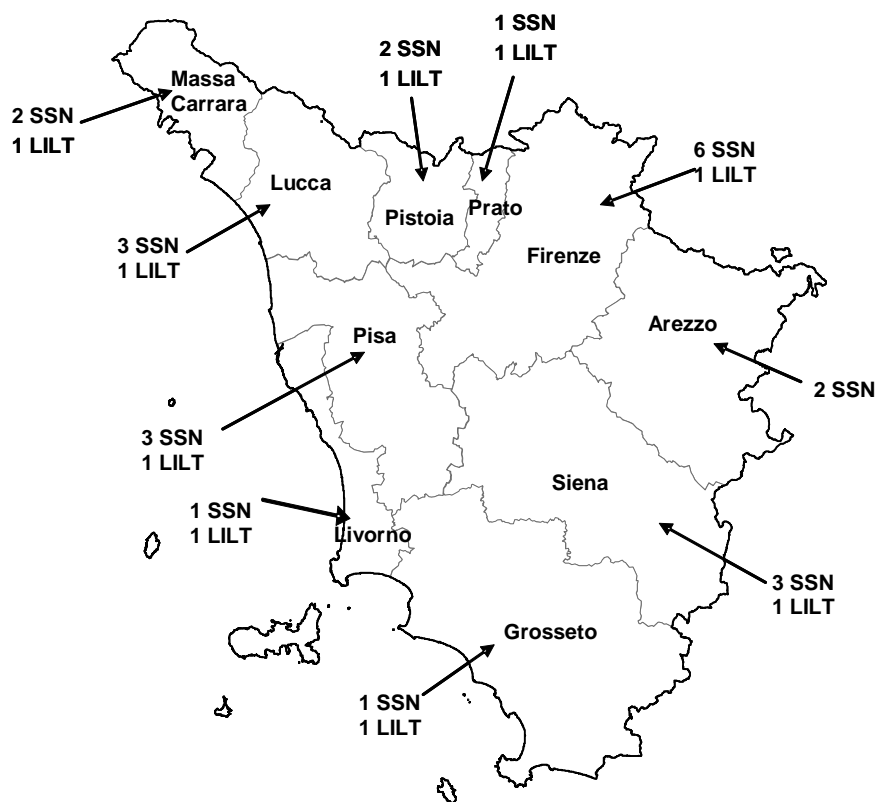 1 SSN
1 LILT
2 SSN
1 LILT
Massa
Carrara
2 SSN
1 LILT
6 SSN
1 LILT
Lucca
Pistoia
Prato
3 SSN
1 LILT
Firenze
Arezzo
Pisa
2 SSN
3 SSN
1 LILT
Siena
1 SSN
1 LILT
Livorno
3 SSN
1 LILT
Grosseto
1 SSN
1 LILT